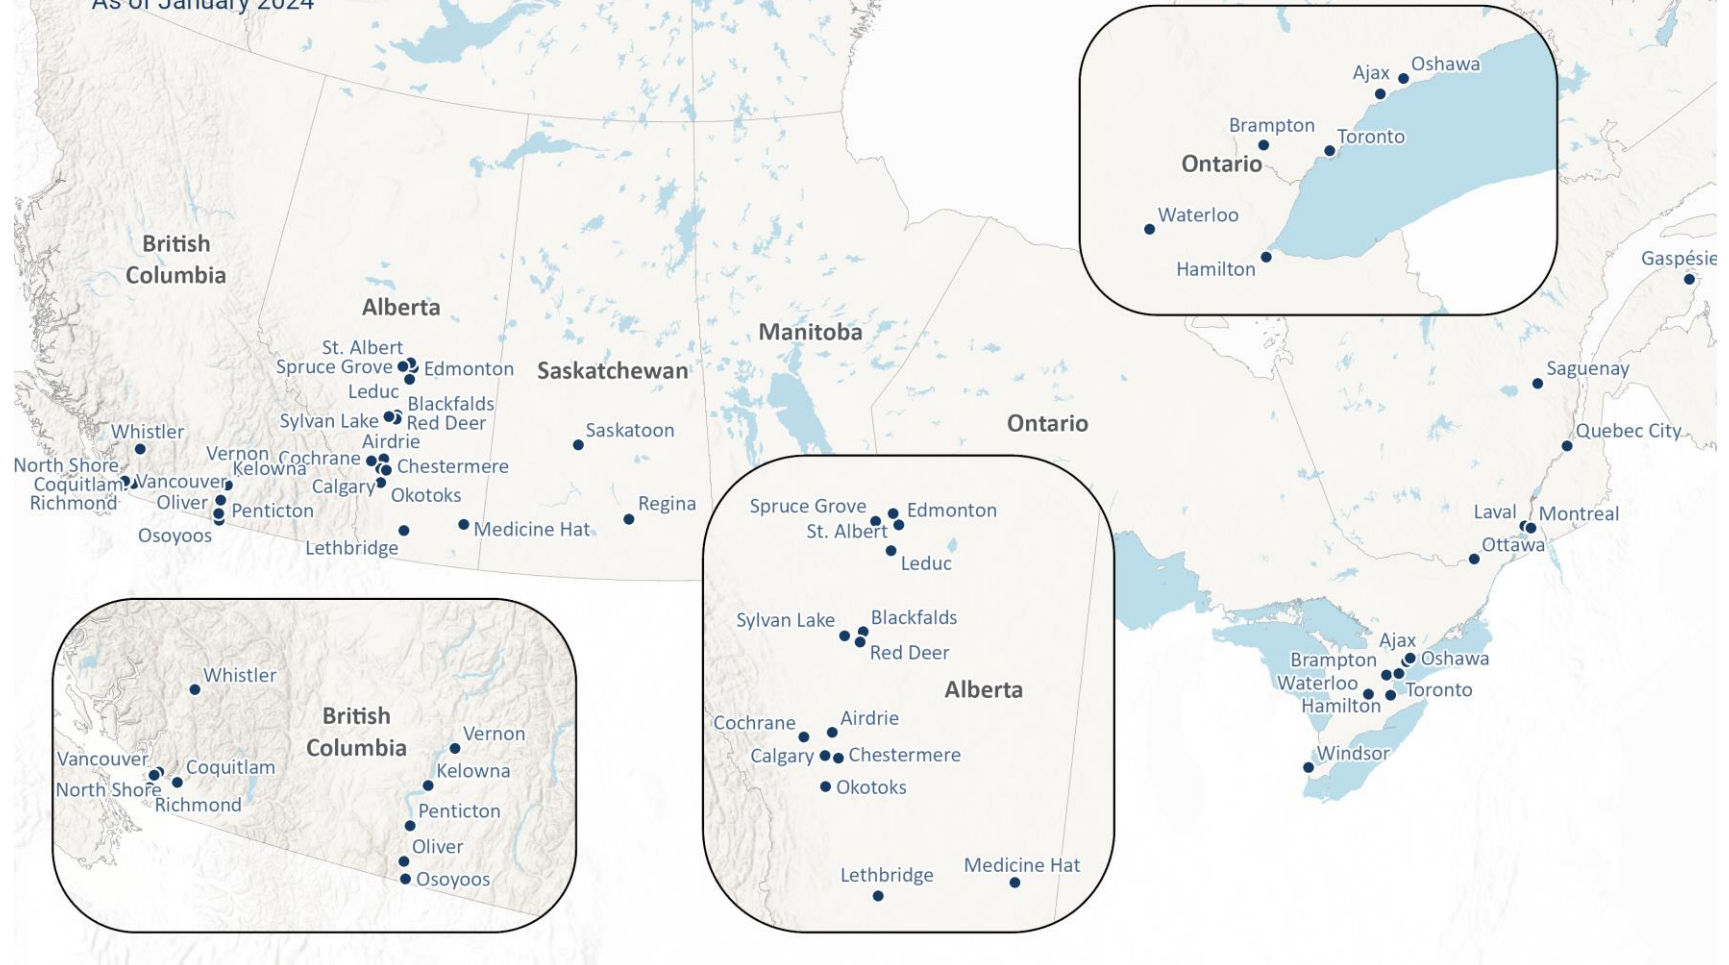 As of January 2024
British
Columbia
Alberta
St. Albert
Spruce Grove
Edmonton
Leduc
Blackfalds
Sylvan Lake
Red Deer
Airdrie
Cochrane
Chestermere
Calgary
Okotoks
Lethbridge
Medicine Hat
Whistler
Vernon
Kelowna
North Shore
Coquitlam
Vancouver
Richmond
Oliver
Penticton
Osoyoos
Saskatchewan
Saskatoon
Regina
Manitoba
Ontario
Ajax
Oshawa
Brampton
Toronto
Ontario
Waterloo
Hamilton
Gaspésie
Saguenay
Quebec City
Laval
Montreal
Ottawa
Ajax
Brampton
Oshawa
Waterloo
Toronto
Hamilton
Windsor
Whistler
British
Columbia
Vernon
Vancouver
Coquitlam
Kelowna
North Shore
Richmond
Penticton
Oliver
Osoyoos
Spruce Grove
Edmonton
St. Albert
Leduc
Sylvan Lake
Blackfalds
Red Deer
Alberta
Cochrane
Airdrie
Calgary
Chestermere
Okotoks
Lethbridge
Medicine Hat